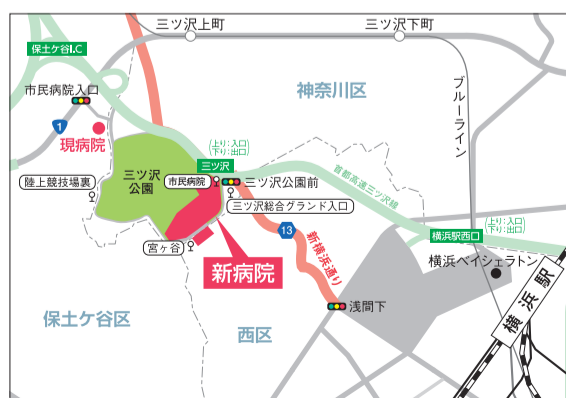 三ツ沢上町
三ツ沢下町
保土ケ谷I.C
市民病院入口
神奈川区
ブルーライン
1
現病院
(上り:入口)
(下り:出口)
三ツ沢
三ツ沢
公園
市民病院
三ツ沢公園前
陸上競技場裏
三ツ沢総合グランド入口
首都高速三ツ沢線
(上り:入口)
(下り:出口)
横浜駅西口
13
新横浜通り
宮ヶ谷
新病院
横浜ベイシェラトン
横浜駅
浅間下
保土ケ谷区
西区